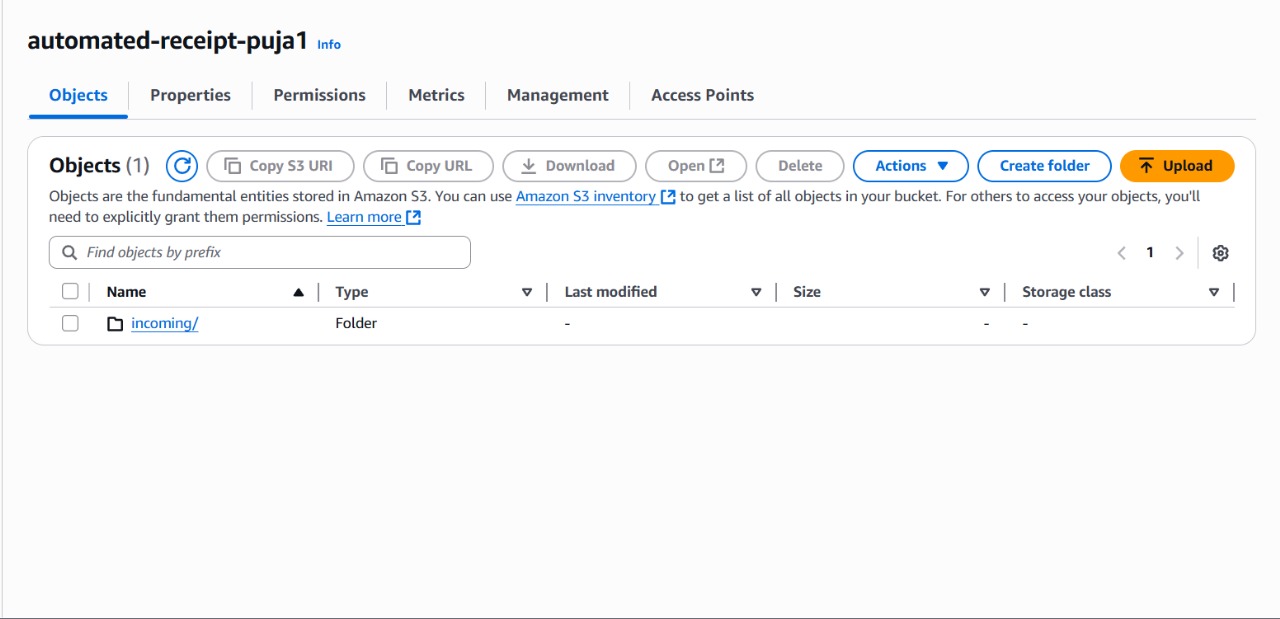 automated-receipt-puja1 Info
Objects Properties Permissions Metrics Management Access Points
Objects (1) Copy S3 URI Copy URL Download Open Delete Actions Create folder Upload
Objects are the fundamental entities stored in Amazon S3. You can use Amazon S3 inventory to get a list of all objects in your bucket. For others to access your objects, you'll
need to explicitly grant them permissions. Learn more
Find objects by prefix 1
Name Type Last modified Size Storage class
incoming/ Folder - - -